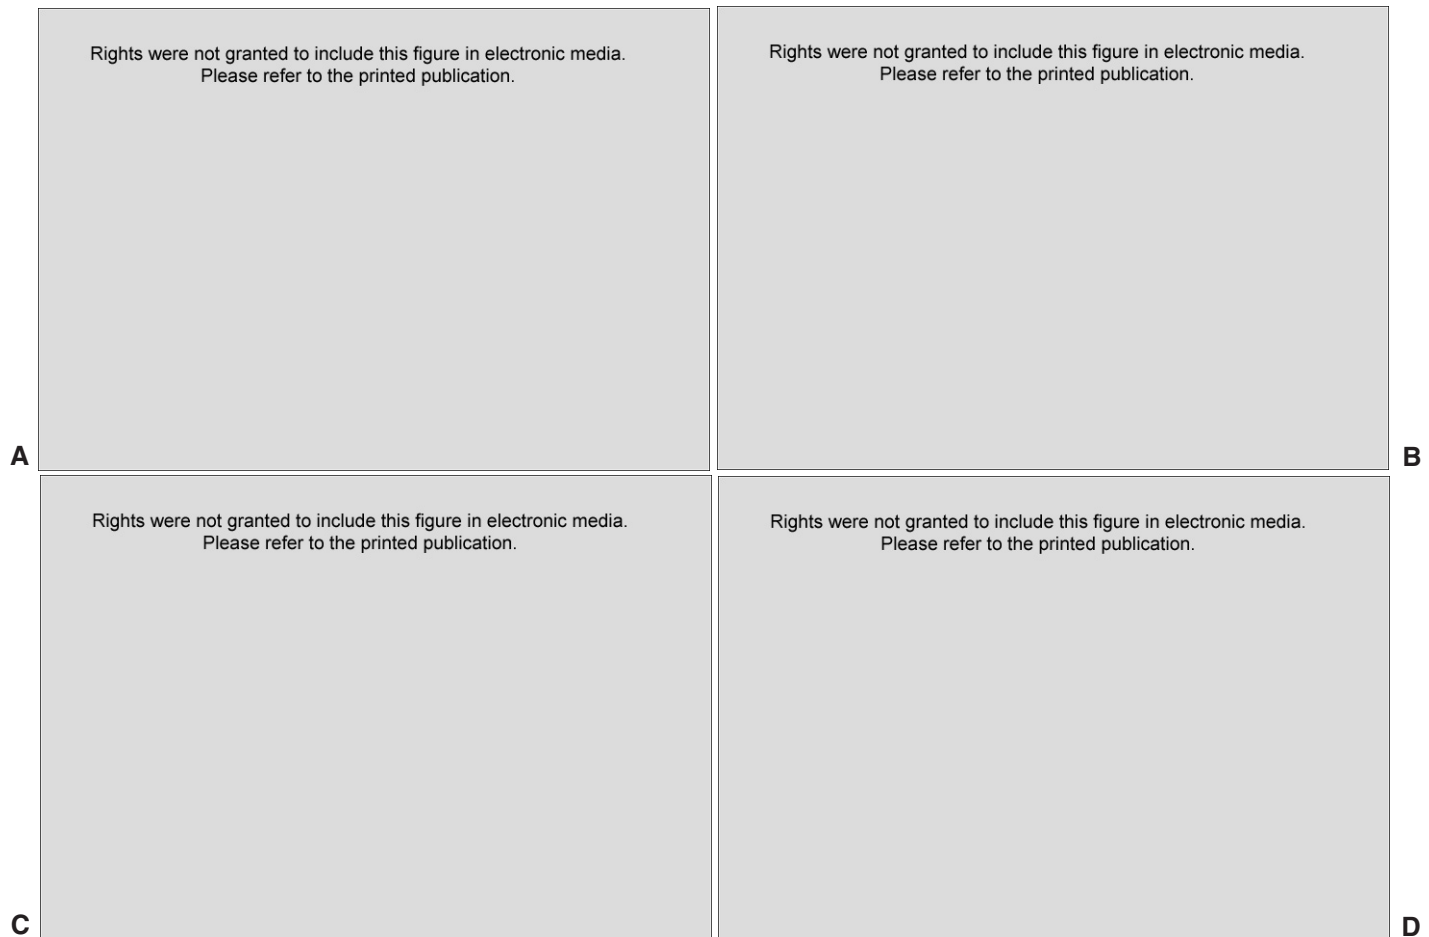 Rights were not granted to include this figure in electronic media.
Please refer to the printed publication.
A
Rights were not granted to include this figure in electronic media.
Please refer to the printed publication.
B
Rights were not granted to include this figure in electronic media.
Please refer to the printed publication.
C
Rights were not granted to include this figure in electronic media.
Please refer to the printed publication.
D